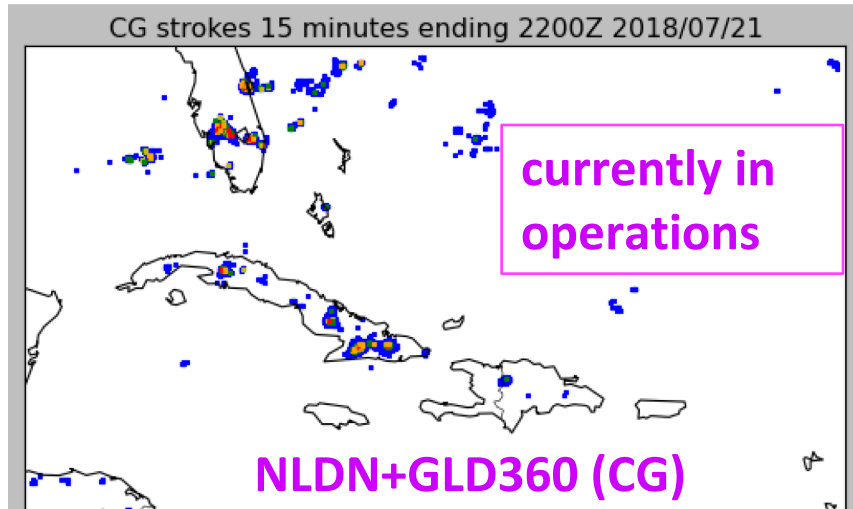 CG strokes 15 minutes ending 2200Z 2018/07/21
currently in
operations
NLDN+GLD360 (CG)